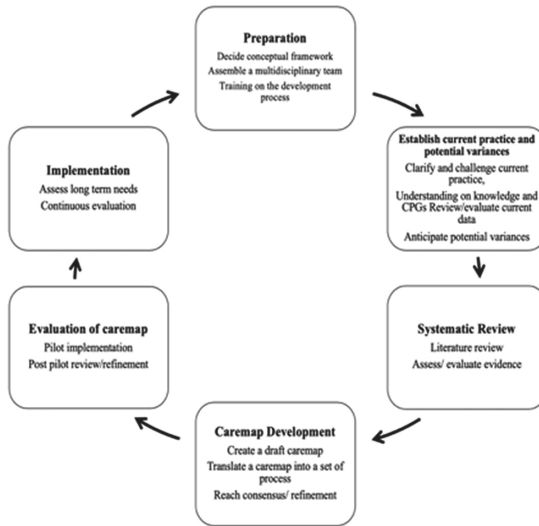 Preparation
Decide conceptual framework
Assemble a multidisciplinary team
Training on the development
process
Establish current practice and
potential variances
Clarify and challenge current
practice,
Understanding on knowledge and
CPGs Review/evaluate current
data
Anticipate potential variances
Systematic Review
Literature review
Assess/ evaluate evidence
Caremap Development
Create a draft caremap
Translate a caremap into a set of
process
Reach consensus/ refinement
Evaluation of caremap
Pilot implementation
Post pilot review/refinement
Implementation
Assess long term needs
Continuous evaluation